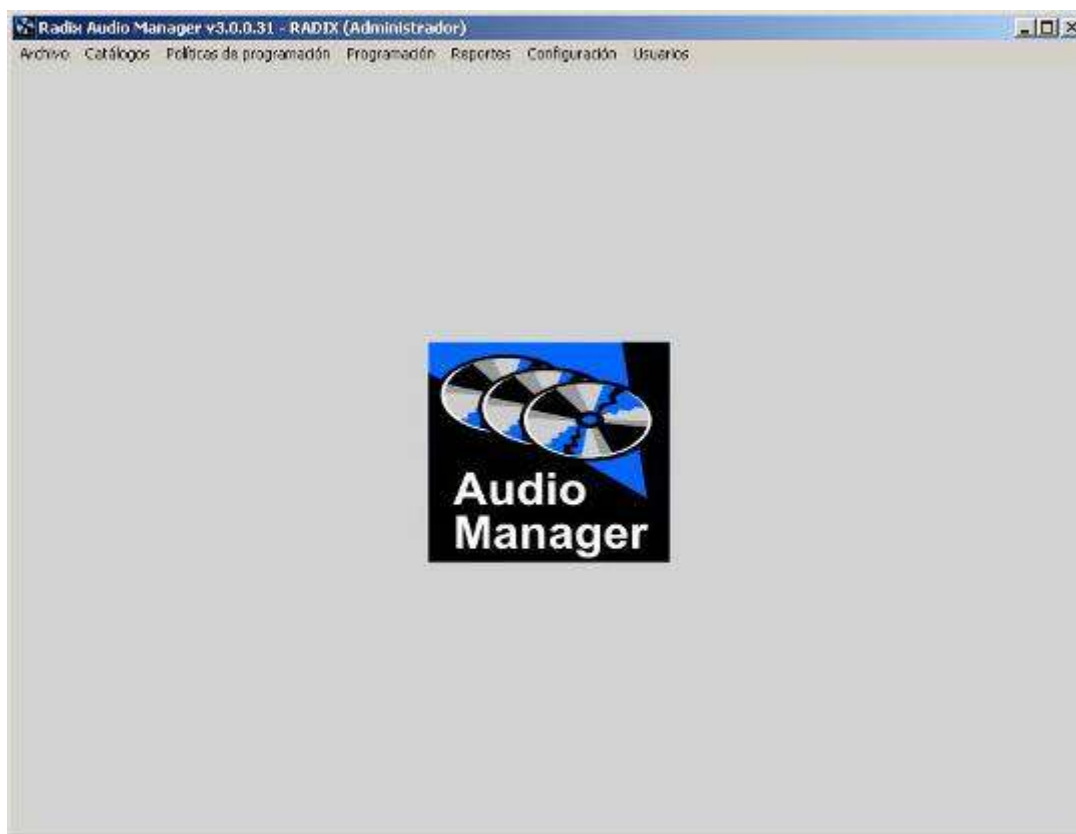 Radix Audio Manager v3.0.0.31 - RADIX (Administrador)
Archivo Catálogos Políticas de programación Programación Reportes Configuración Usuarios
Audio
Manager